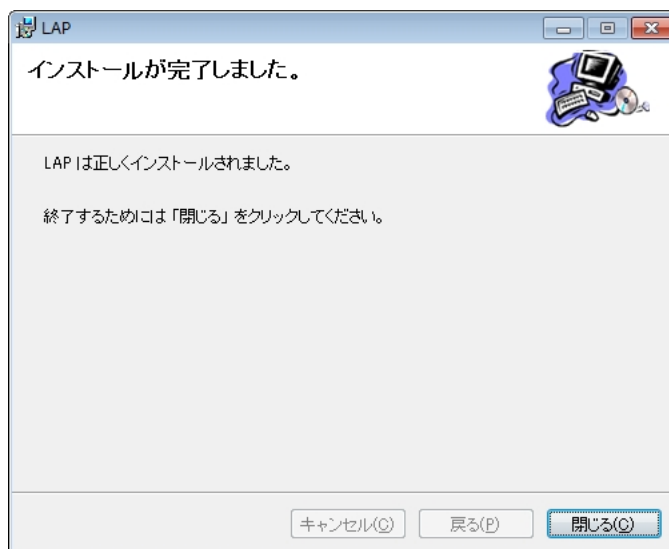 LAP
インストールが完了しました。
LAP は正しくインストールされました。
終了するためには「閉じる」をクリックしてください。
キャンセル(C) 戻る(P) 閉じる(C)